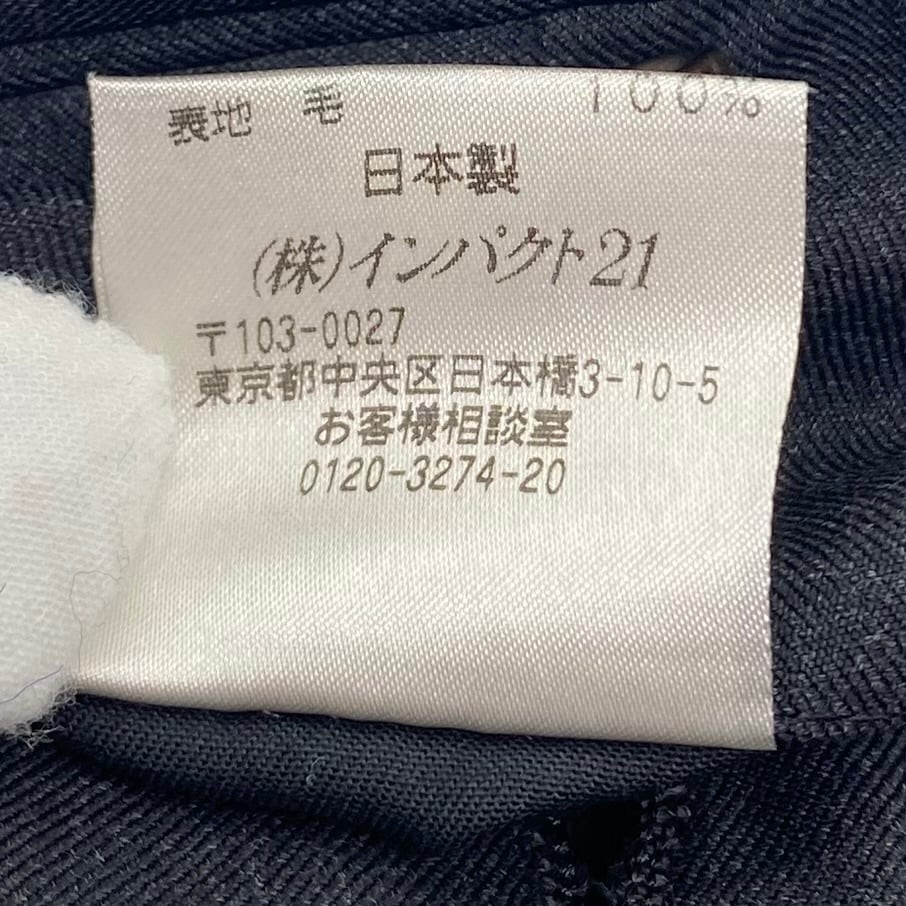 裏地 毛 100%
日本製
(株)インパクト21
〒103-0027
東京都中央区日本橋3-10-5
お客様相談室
0120-3274-20